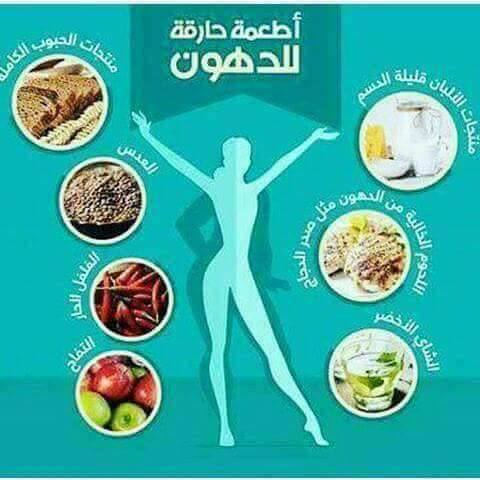 أطعمة حارقة
للدهون
منتجات الألبان قليلة الدسم
اللحوم الخالية من الدهون مثل صدر الدجاج
الشاي الأخضر
منتجات الحبوب الكاملة
العدس
الفلفل الحار
التفاح